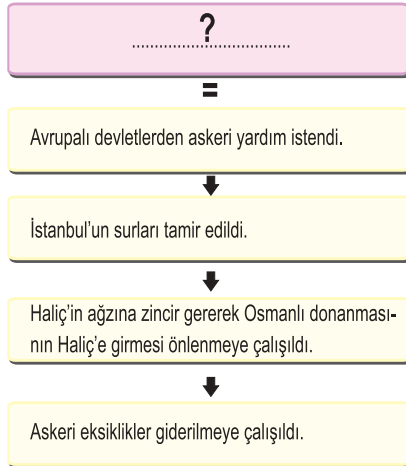 ?
........................................
=
Avrupalı devletlerden askeri yardım istendi.
İstanbul’un surları tamir edildi.
Haliç’in ağzına zincir gererek Osmanlı donanması-
nın Haliç’e girmesi önlenmeye çalışıldı.
Askeri eksiklikler giderilmeye çalışıldı.